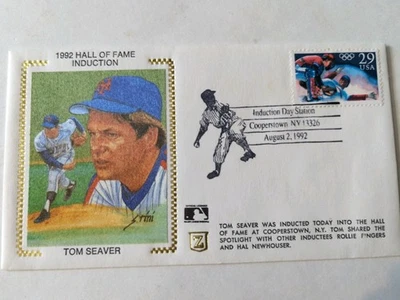 1992 HALL OF FAME
INDUCTION
TOM SEAVER
29
USA
Induction Day Station
Cooperstown NY 13326
August 2, 1992
Z
TOM SEAVER WAS INDUCTED TODAY INTO THE HALL
OF FAME AT COOPERSTOWN, N.Y. TOM SHARED THE
SPOTLIGHT WITH OTHER INDUCTEES ROLLIE FINGERS
AND HAL NEWHOUSER.